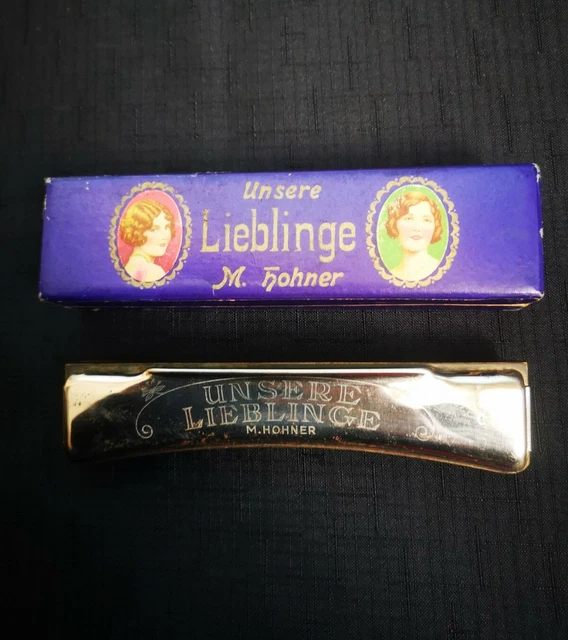 Unsere
Lieblinge
M. Hohner
UNSERE
LIEBLINGE
M. HOHNER